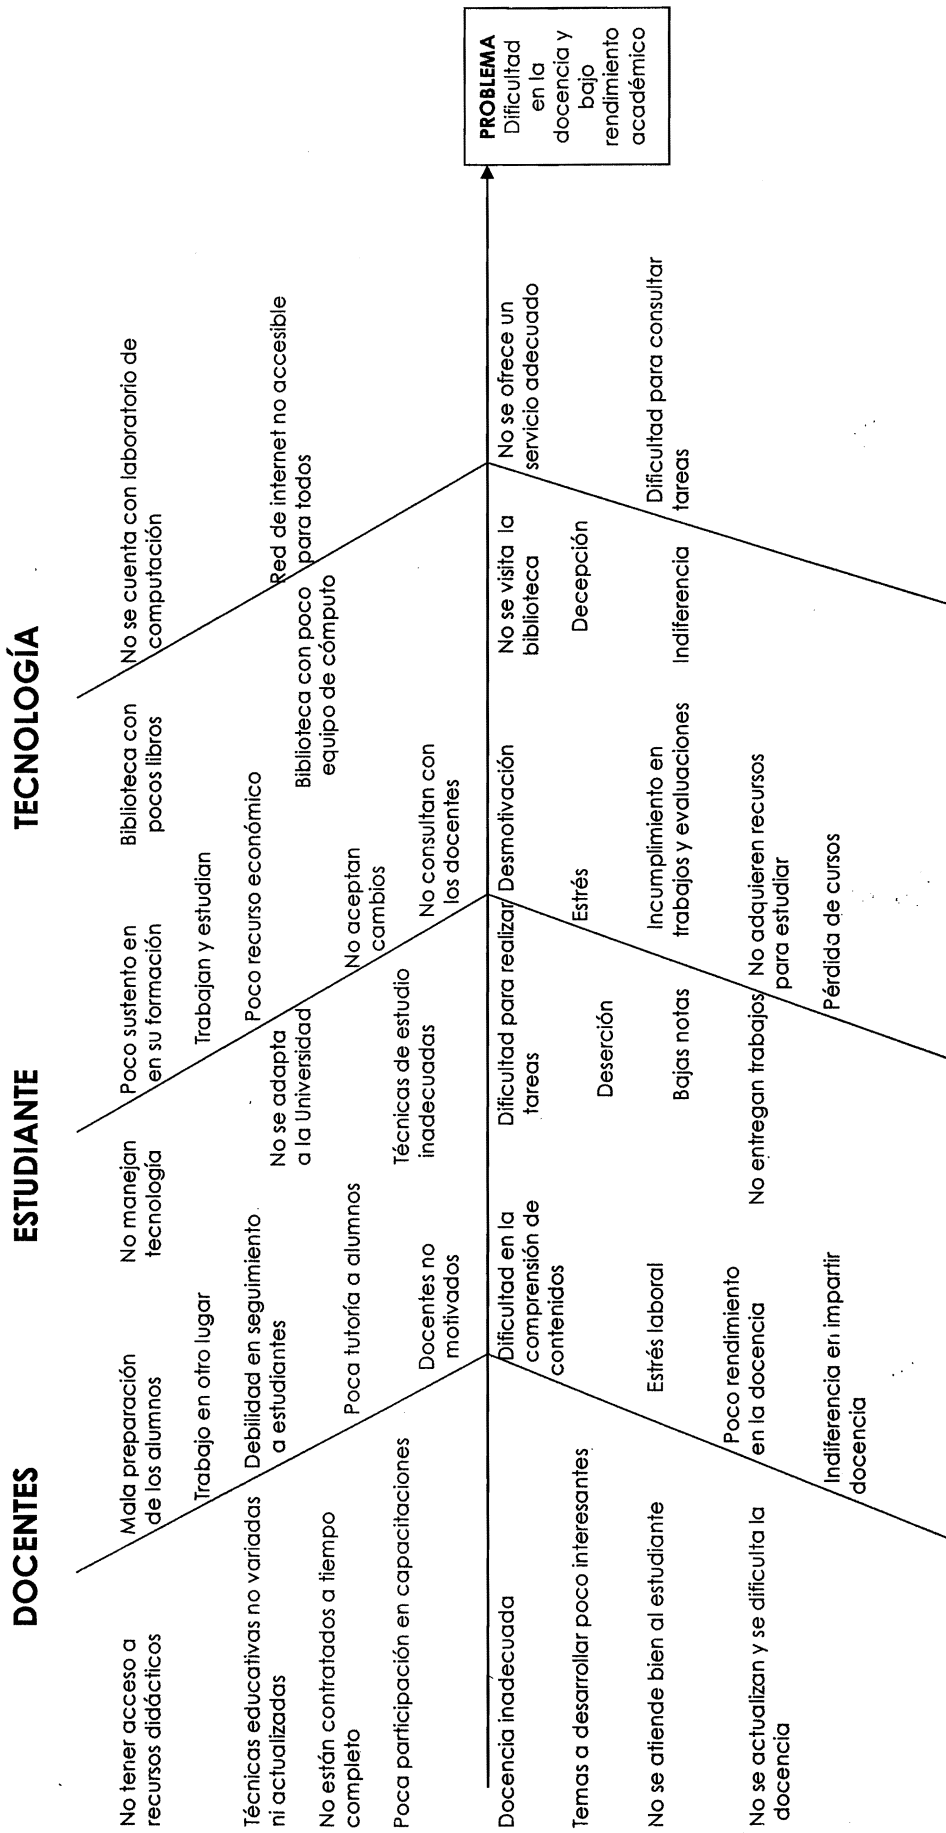 DOCENTES
ESTUDIANTE
TECNOLOGÍA
No tener acceso a
recursos didácticos
Mala preparación
de los alumnos
Trabajo en otro lugar
Técnicas educativas no variadas
ni actualizadas
Debilidad en seguimiento
a estudiantes
No están contratados a tiempo
completo
Poca tutoría a alumnos
Poca participación en capacitaciones
Docentes no
motivados
No manejan
tecnología
Poco sustento en
en su formación
Trabajan y estudian
Poco recurso económico
No se adapta
a la Universidad
No aceptan
cambios
Técnicas de estudio
inadecuadas
No consultan con
los docentes
Biblioteca con
pocos libros
No se cuenta con laboratorio de
computación
Red de internet no accesible
para todos
Biblioteca con poco
equipo de cómputo
PROBLEMA
Dificultad
en la
docencia y
bajo
rendimiento
académico
Docencia inadecuada
Temas a desarrollar poco interesantes
No se atiende bien al estudiante
No se actualizan y se dificulta la
docencia
Dificultad en la
comprensión de
contenidos
Estrés laboral
Poco rendimiento
en la docencia
Indiferencia en impartir
docencia
Dificultad para realizar
tareas
Deserción
Bajas notas
No entregan trabajos
Desmotivación
Estrés
Incumplimiento en
trabajos y evaluaciones
No adquieren recursos
para estudiar
Pérdida de cursos
No se visita la
biblioteca
Decepción
Indiferencia
No se ofrece un
servicio adecuado
Dificultad para consultar
tareas